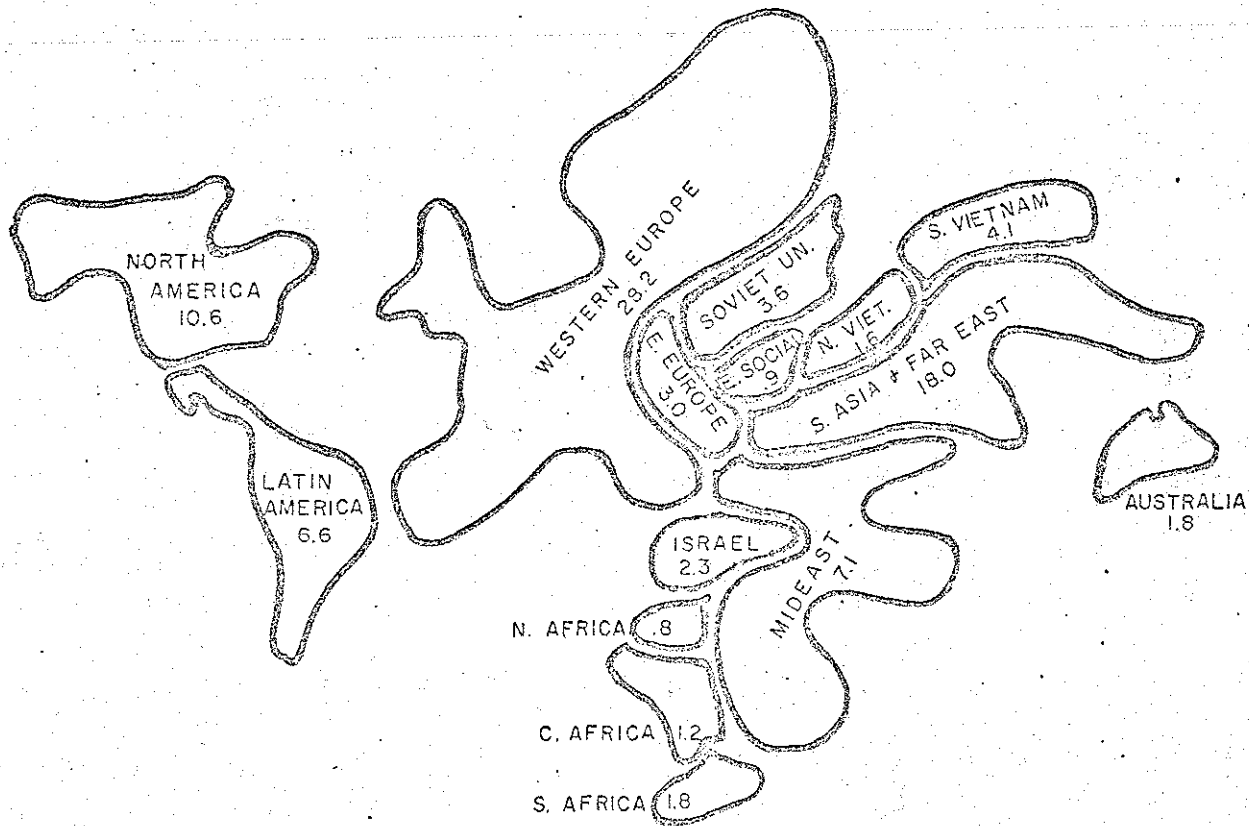 NORTH
AMERICA
10.6
LATIN
AMERICA
6.6
WESTERN EUROPE
28.2
SOVIET UN.
3.6
E. EUROPE
3.0
SOCIAL
9
N. VIET.
1.6
S. VIETNAM
4.1
S. ASIA & FAR EAST
18.0
AUSTRALIA
1.8
ISRAEL
2.3
MIDEAST
7.1
N. AFRICA .8
C. AFRICA 1.2
S. AFRICA 1.8